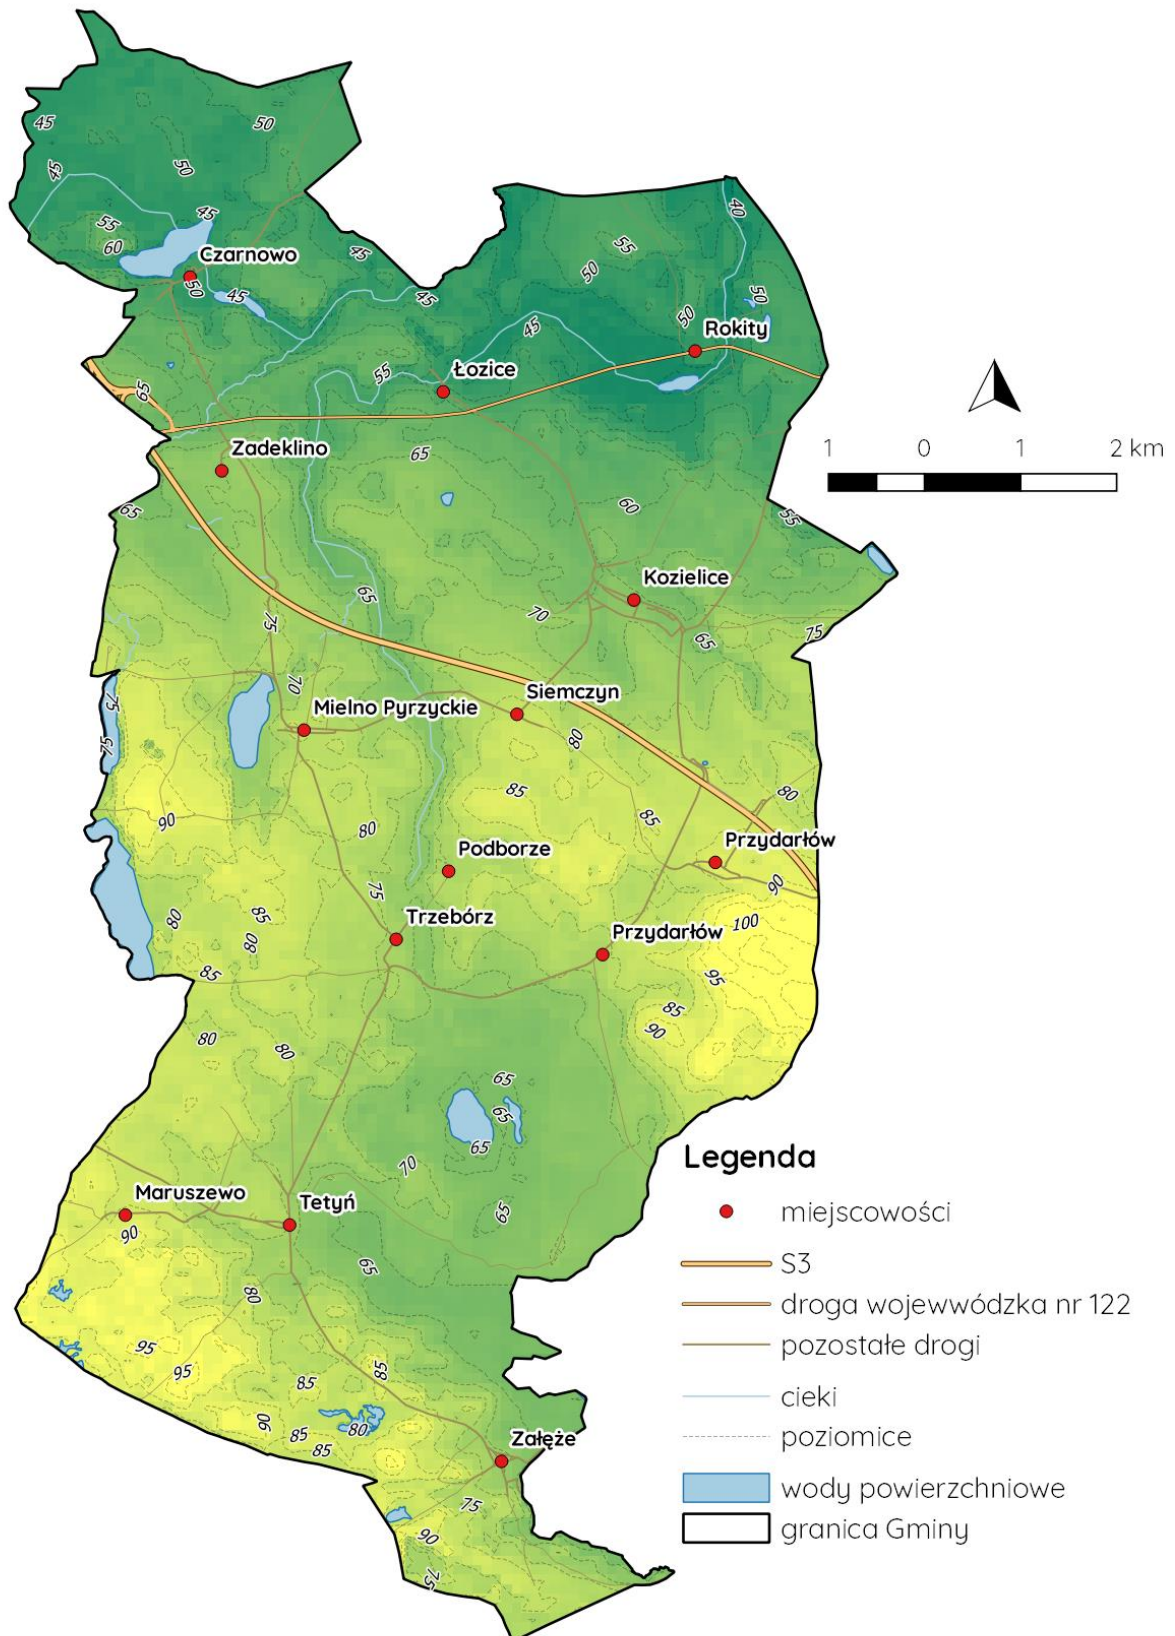 45
50
45
50
45
55
60
Czarnowo
45
50
45
45
40
55
50
50
50
Rokity
45
Łozice
55
65
Zadeklino
65
65
60
55
1 0 1 2 km
Kozielice
65
70
65
75
75
70
Mielno Pyrzyckie
Siemczyn
80
75
75
85
80
85
90
80
Przydarłów
Podborze
75
90
80
85
80
Trzebórz
Przydarłów
100
95
85
85
90
80
80
65
65
65
70
65
Maruszewo
Tetyń
90
65
80
95
95
85
85
90
85
80
85
Załęże
75
90
75
Legenda
miejscowości
S3
droga wojewwódzka nr 122
pozostałe drogi
cieki
poziomice
wody powierzchniowe
granica Gminy